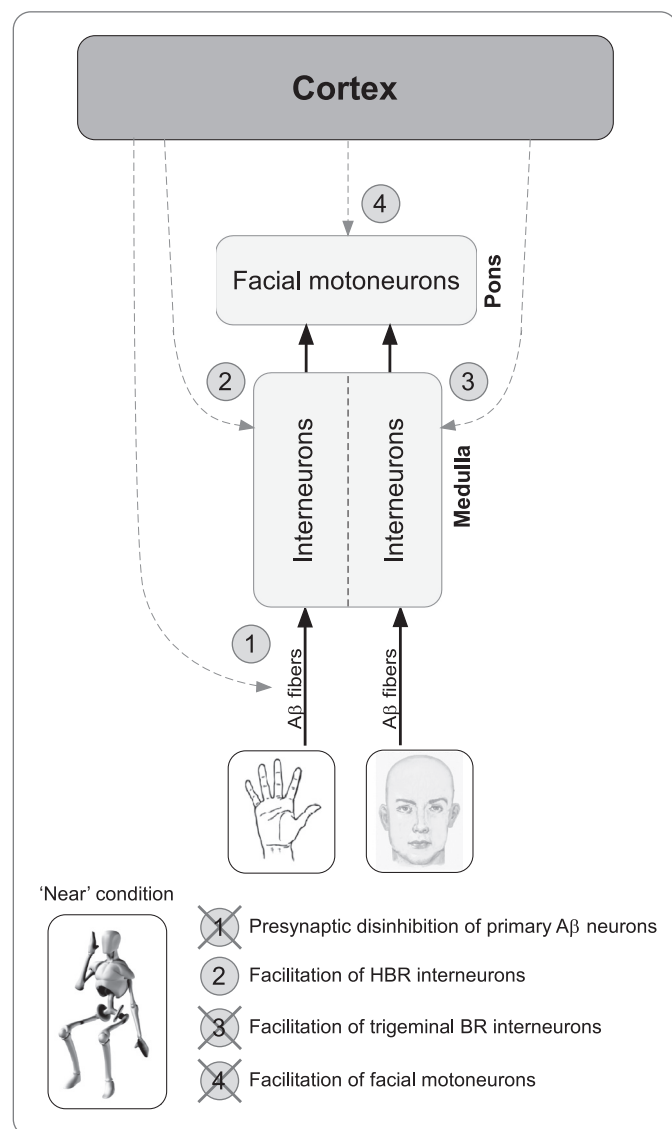 Cortex
4
Facial motoneurons
Pons
2
3
Interneurons
Interneurons
Medulla
1
Aβ fibers
Aβ fibers
‘Near’ condition
1 Presynaptic disinhibition of primary Aβ neurons
2 Facilitation of HBR interneurons
3 Facilitation of trigeminal BR interneurons
4 Facilitation of facial motoneurons